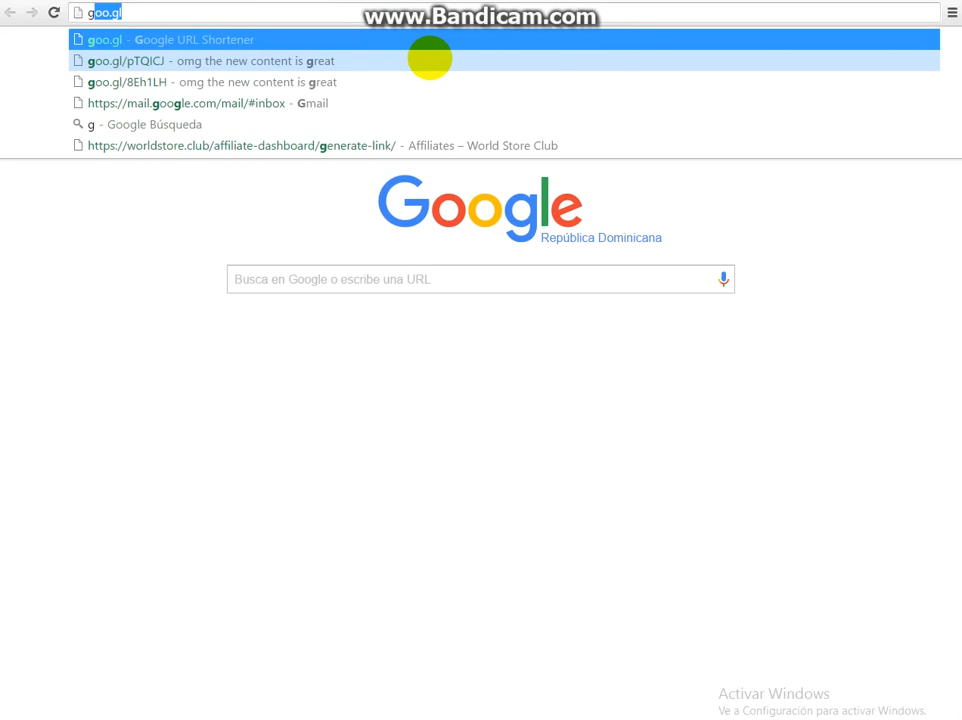 goo.gl
www.Bandicam.com
goo.gl - Google URL Shortener
goo.gl/pTQICJ - omg the new content is great
goo.gl/8Eh1LH - omg the new content is great
https://mail.google.com/mail/#inbox - Gmail
g - Google Búsqueda
https://worldstore.club/affiliate-dashboard/generate-link/ - Affiliates – World Store Club
Google
República Dominicana
Busca en Google o escribe una URL
Activar Windows
Ve a Configuración para activar Windows.